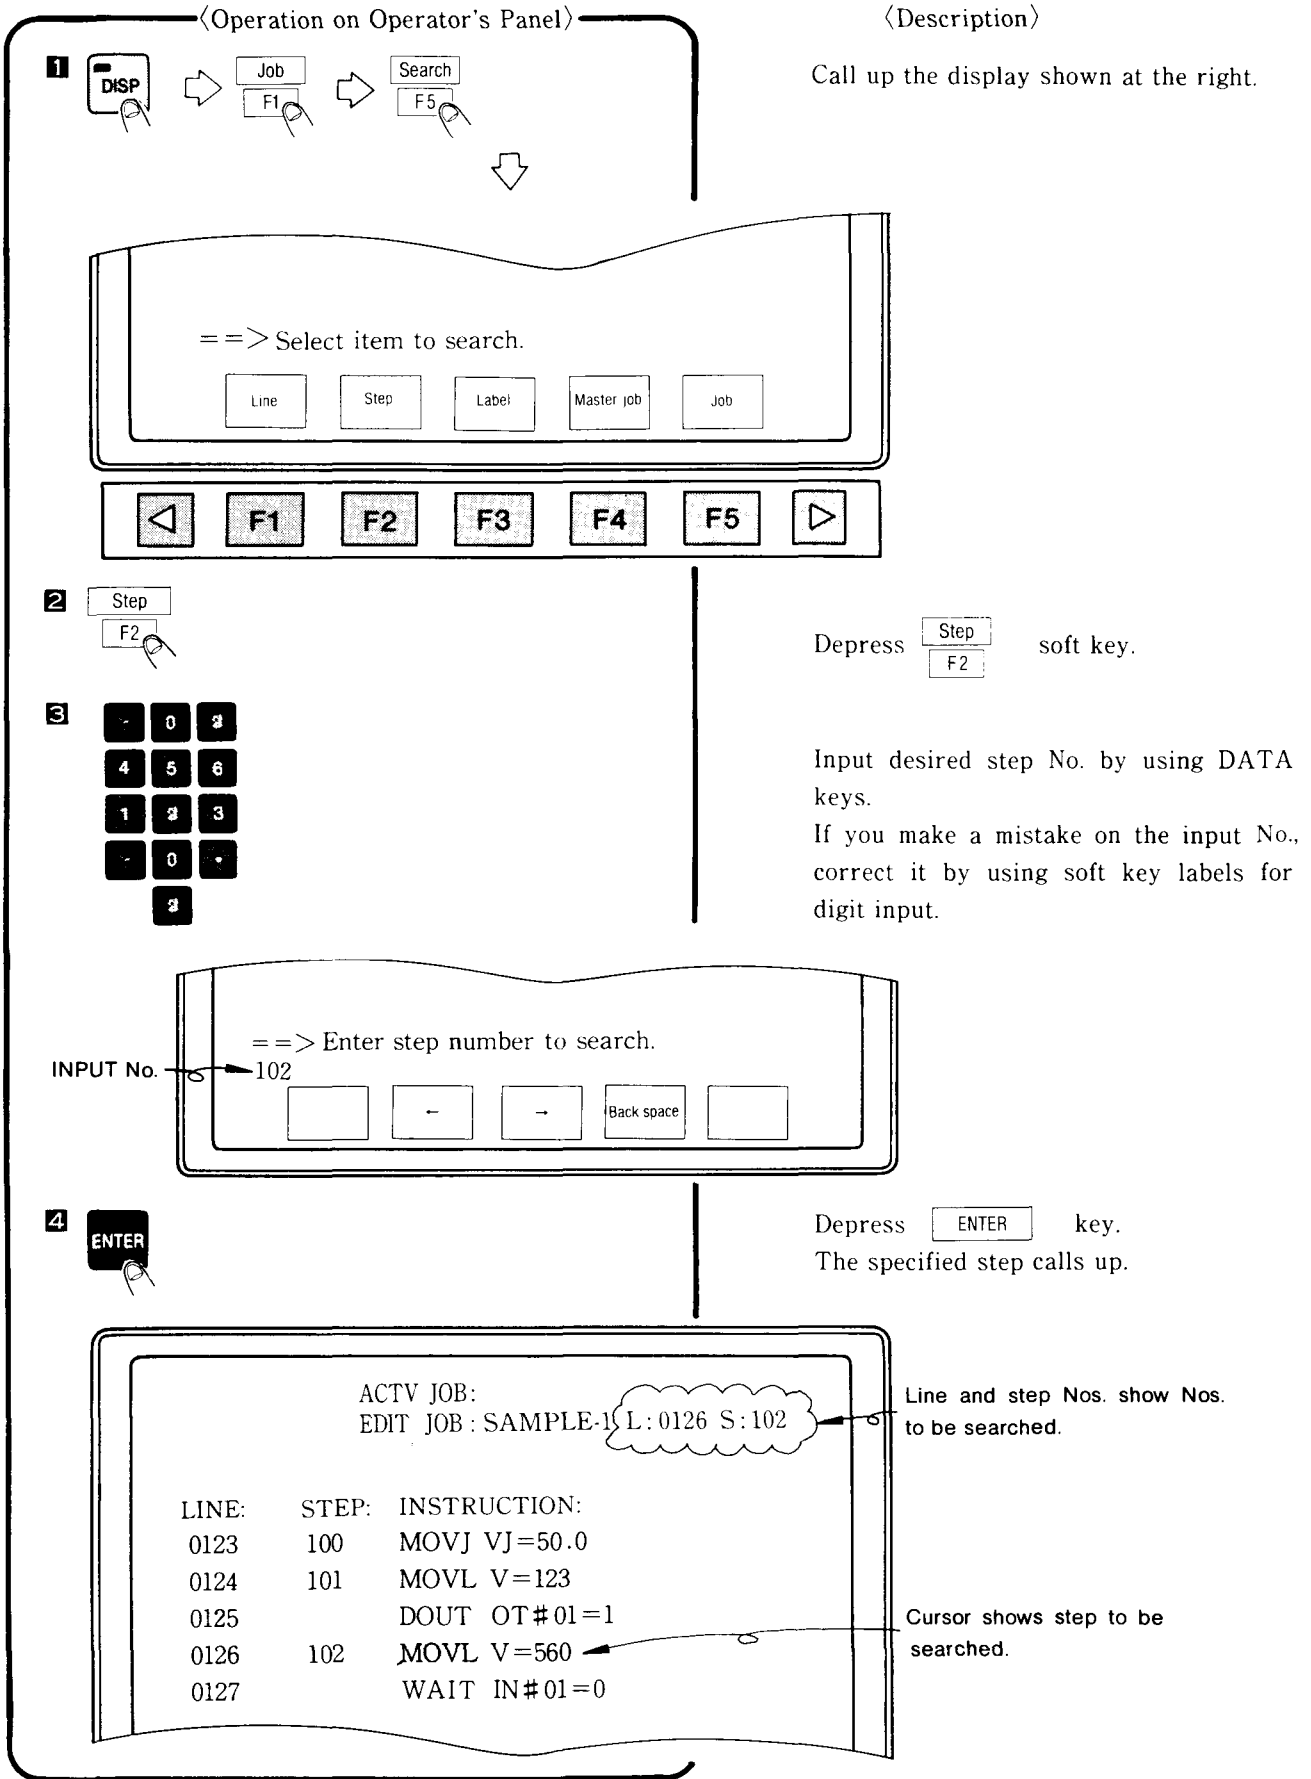 〈Operation on Operator's Panel〉
〈Description〉
1
DISP
Job
F1
Search
F5
Call up the display shown at the right.
==> Select item to search.
Line Step Label Master job Job
F1 F2 F3 F4 F5
2
Step
F2
Depress Step F2 soft key.
3
0
4 5 6
1 3
0
Input desired step No. by using DATA
keys.
If you make a mistake on the input No.,
correct it by using soft key labels for
digit input.
==> Enter step number to search.
INPUT No.
102
← → Back space
4
ENTER
Depress ENTER key.
The specified step calls up.
ACTV JOB:
EDIT JOB : SAMPLE-1 L:0126 S:102
Line and step Nos. show Nos.
to be searched.
LINE: STEP: INSTRUCTION:
0123 100 MOVJ VJ=50.0
0124 101 MOVL V=123
0125 DOUT OT#01=1
0126 102 MOVL V=560
0127 WAIT IN#01=0
Cursor shows step to be
searched.